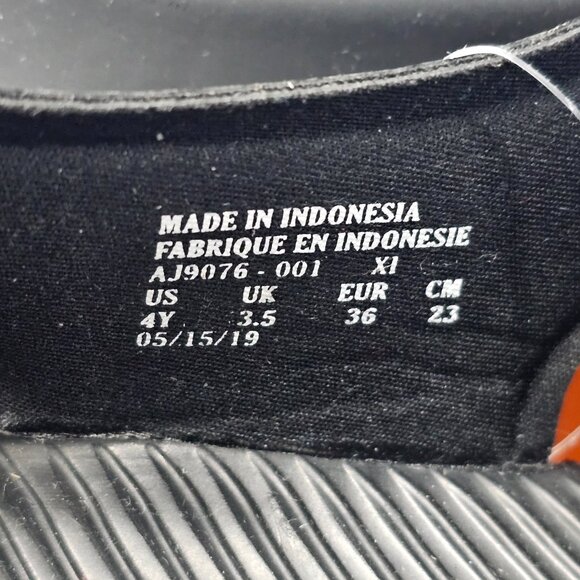 MADE IN INDONESIA
FABRIQUE EN INDONESIE
AJ9076 - 001 XI
US UK EUR CM
4Y 3.5 36 23
05/15/19